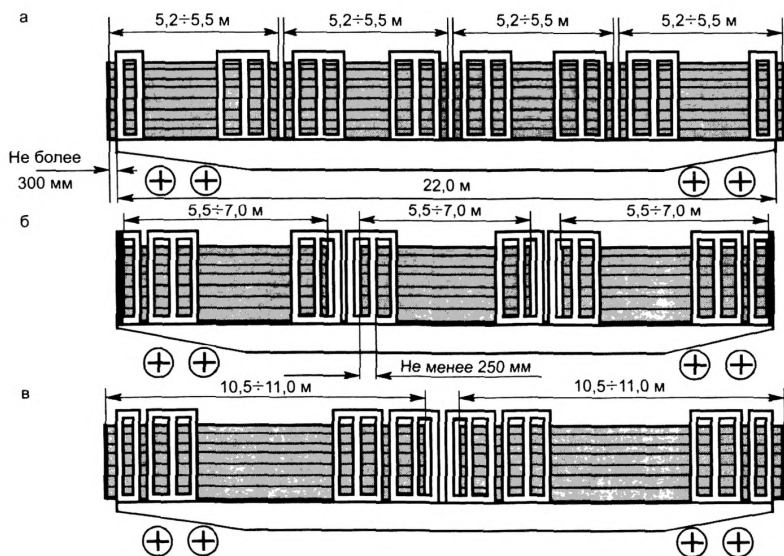 а
5,2÷5,5 м 5,2÷5,5 м 5,2÷5,5 м 5,2÷5,5 м
Не более
300 мм
22,0 м
б
5,5÷7,0 м 5,5÷7,0 м 5,5÷7,0 м
Не менее 250 мм
в
10,5÷11,0 м 10,5÷11,0 м